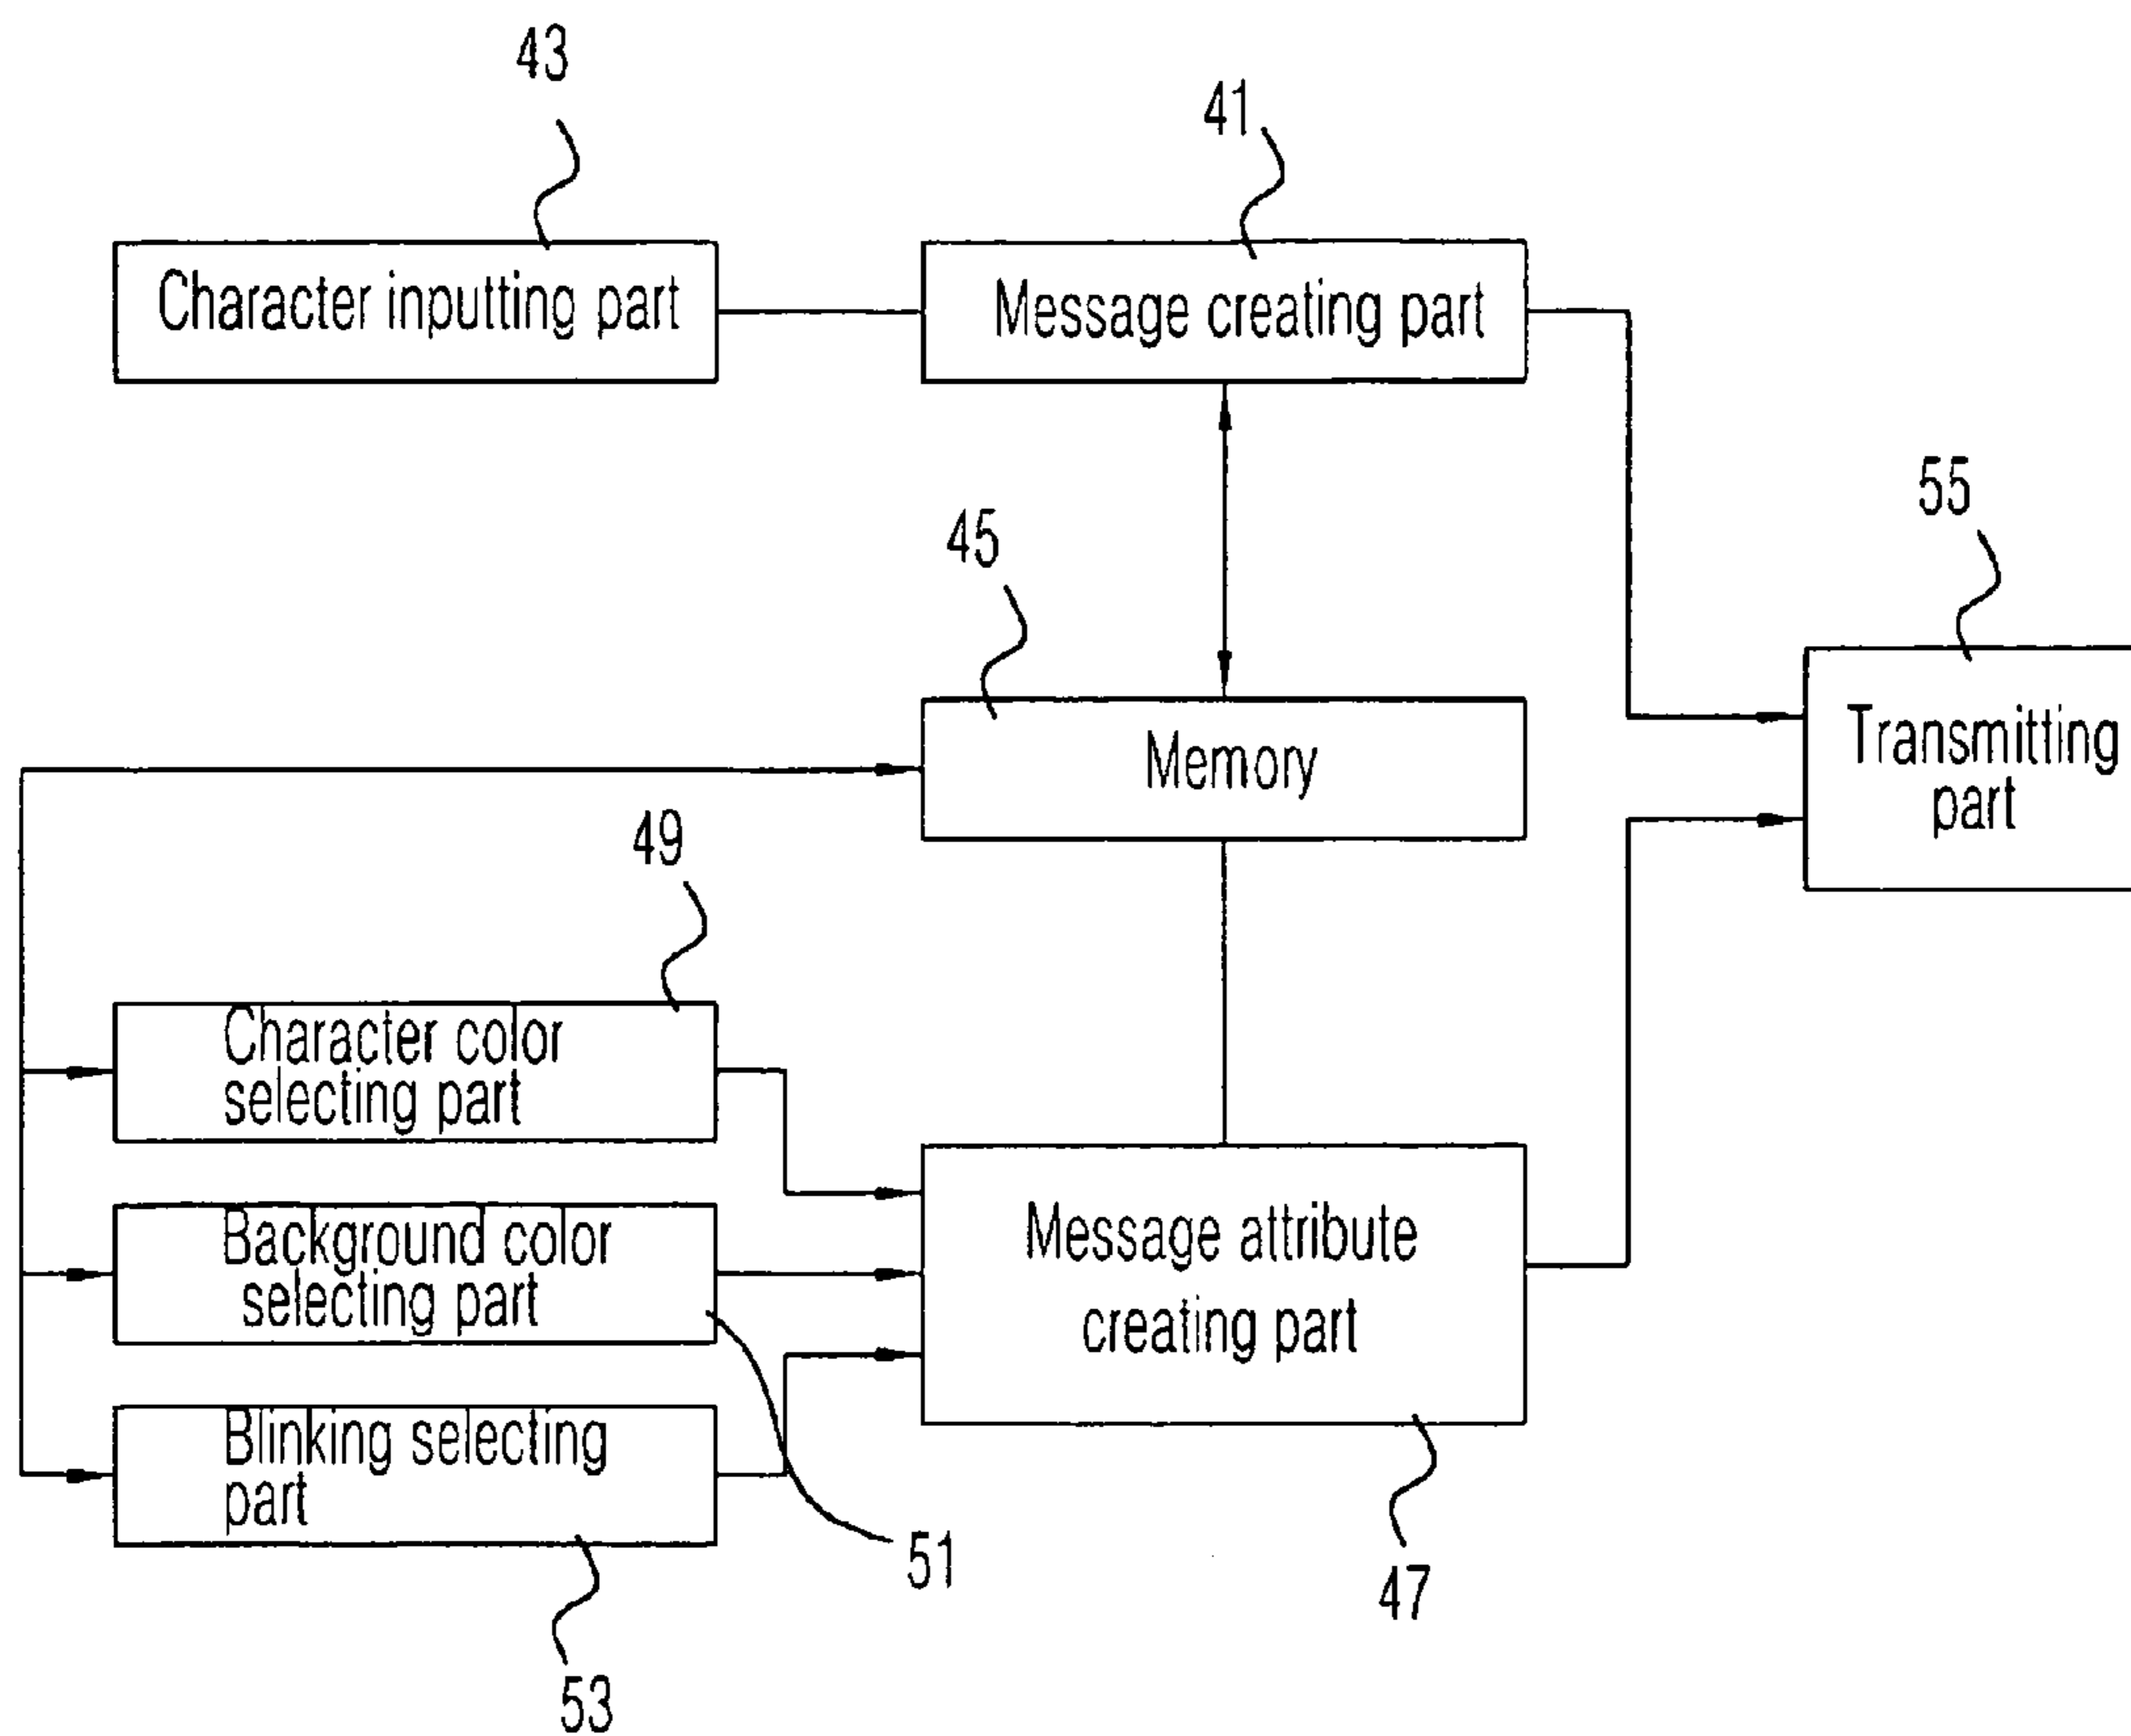 43
41
Character inputting part
Message creating part
55
45
Transmitting
part
Memory
49
Character color
selecting part
Message attribute
creating part
Background color
selecting part
Blinking selecting
part
51
47
53